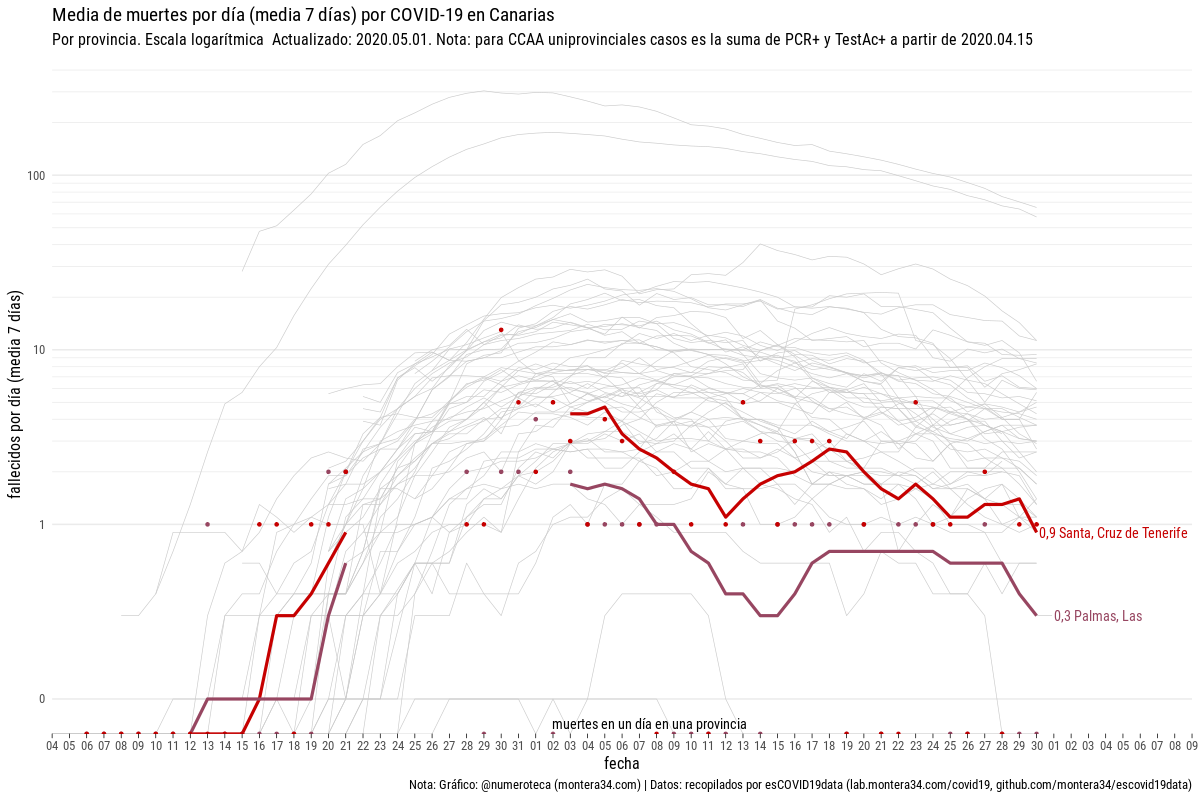 Media de muertes por día (media 7 días) por COVID-19 en Canarias
Por provincia. Escala logarítmica  Actualizado: 2020.05.01. Nota: para CCAA uniprovinciales casos es la suma de PCR+ y TestAc+ a partir de 2020.04.15
fallecidos por día (media 7 días)
100
10
1
0
0,9 Santa, Cruz de Tenerife
0,3 Palmas, Las
muertes en un día en una provincia
04 05 06 07 08 09 10 11 12 13 14 15 16 17 18 19 20 21 22 23 24 25 26 27 28 29 30 31 01 02 03 04 05 06 07 08 09 10 11 12 13 14 15 16 17 18 19 20 21 22 23 24 25 26 27 28 29 30 01 02 03 04 05 06 07 08 09
fecha
Nota: Gráfico: @numeroteca (montera34.com) | Datos: recopilados por esCOVID19data (lab.montera34.com/covid19, github.com/montera34/escovid19data)